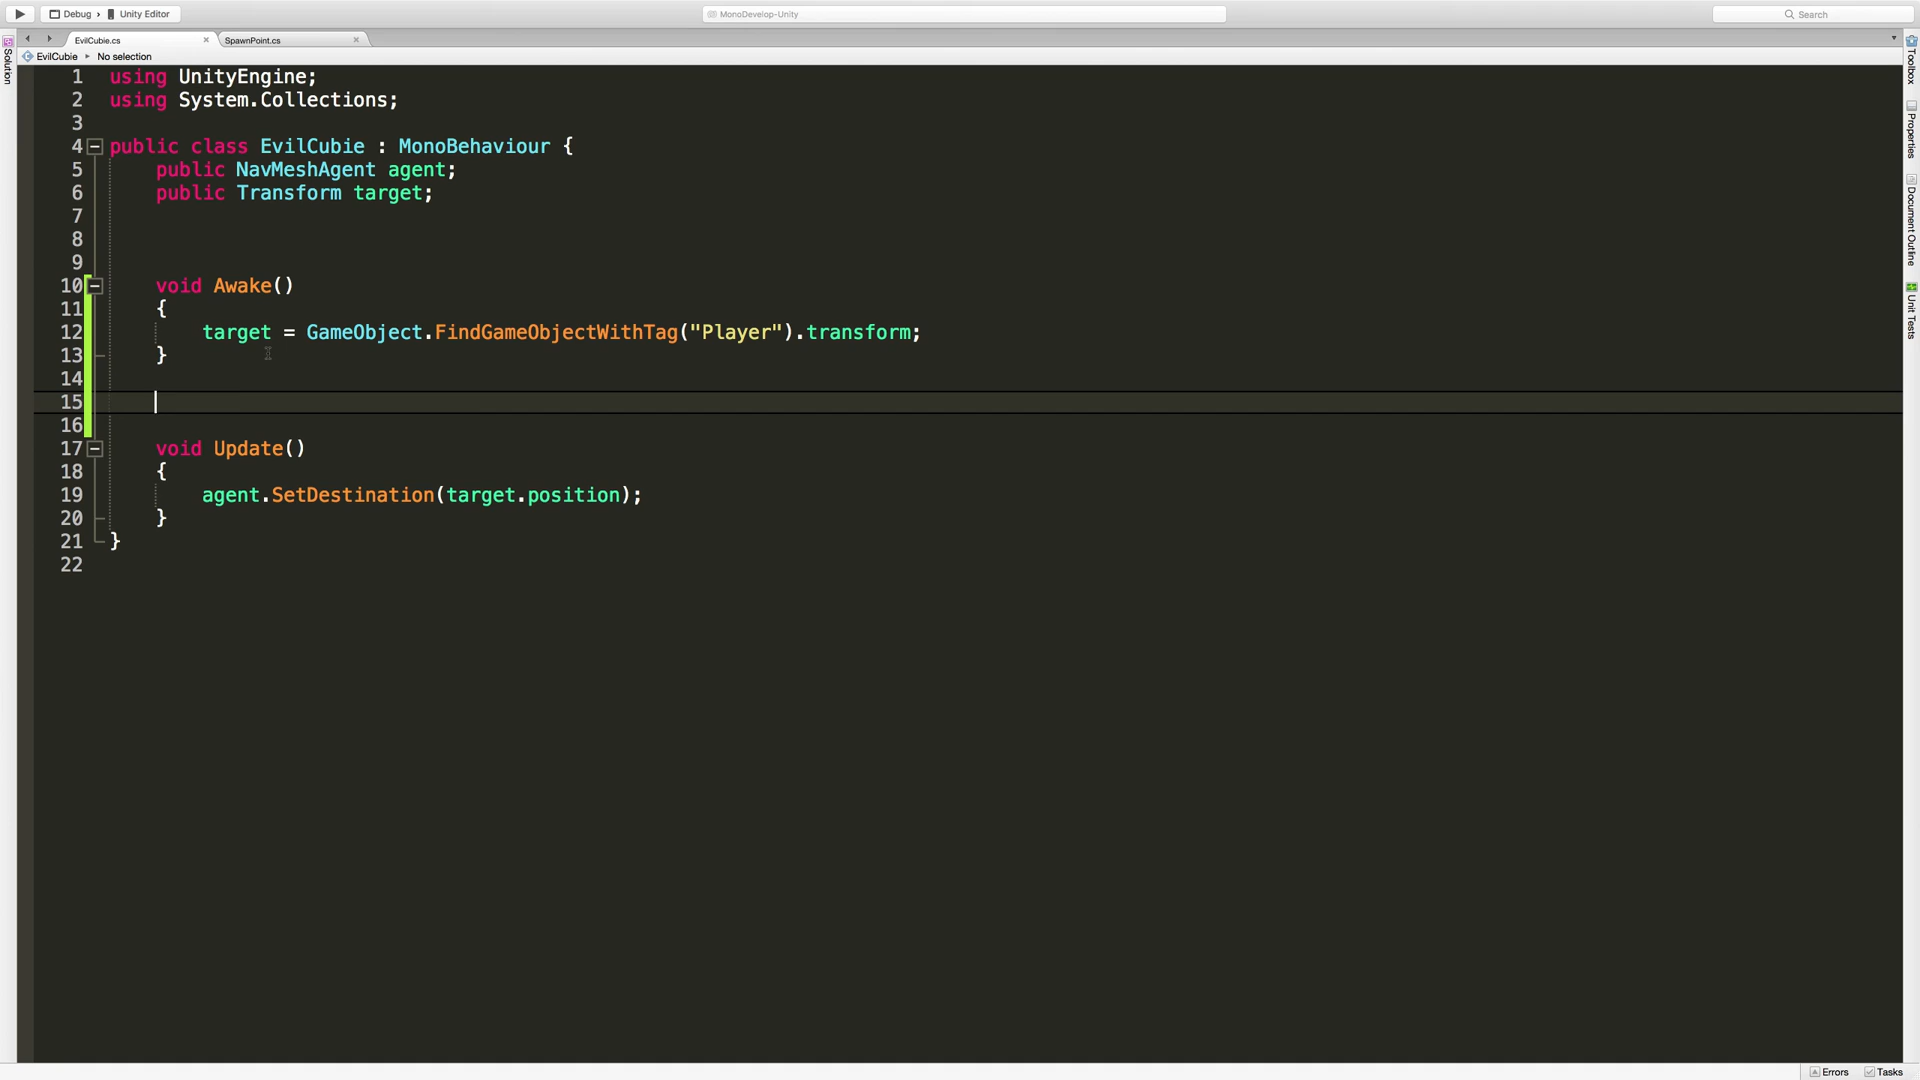 Debug › Unity Editor
MonoDevelop-Unity
Search
EvilCubie.cs
SpawnPoint.cs
EvilCubie
No selection
Solution
Toolbox
Properties
Document Outline
Unit Tests
1 using UnityEngine;
2 using System.Collections;
3
4 public class EvilCubie : MonoBehaviour {
5 public NavMeshAgent agent;
6 public Transform target;
7
8
9
10 void Awake()
11 {
12 target = GameObject.FindGameObjectWithTag("Player").transform;
13 }
14
15
16
17 void Update()
18 {
19 agent.SetDestination(target.position);
20 }
21 }
22
Errors
Tasks